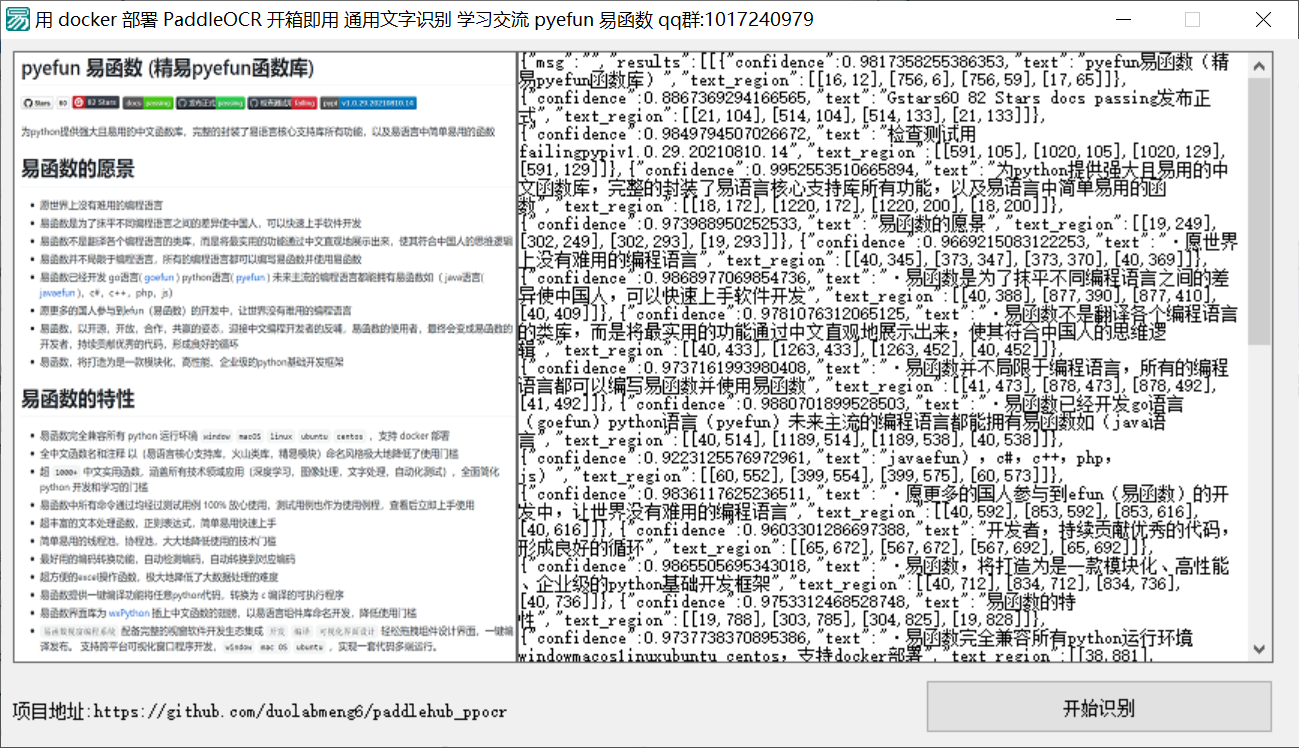 用 docker 部署 PaddleOCR 开箱即用 通用文字识别 学习交流 pyefun 易函数 qq群:1017240979
pyefun 易函数 (精易pyefun函数库)
Stars 60 82 Stars docs passing 发布正式 passing 检查测试用 failing pypi v1.0.29.20210810.14
为python提供强大且易用的中文函数库，完整的封装了易语言核心支持库所有功能，以及易语言中简单易用的函数
易函数的愿景
• 愿世界上没有难用的编程语言
• 易函数是为了抹平不同编程语言之间的差异使中国人，可以快速上手软件开发
• 易函数不是翻译各个编程语言的类库，而是将最实用的功能通过中文直观地展示出来，使其符合中国人的思维逻辑
• 易函数并不局限于编程语言，所有的编程语言都可以编写易函数并使用易函数
• 易函数已经开发 go语言( goefun ) python语言( pyefun ) 未来主流的编程语言都能拥有易函数如（java语言(
javaefun )，c#，c++，php，js)
• 愿更多的国人参与到efun（易函数）的开发中，让世界没有难用的编程语言
• 易函数，以开源，开放，合作，共赢的姿态，迎接中文编程开发者的反哺，易函数的使用者，最终会变成易函数的
开发者，持续贡献优秀的代码，形成良好的循环
• 易函数，将打造为是一款模块化、高性能、企业级的python基础开发框架
易函数的特性
• 易函数完全兼容所有 python 运行环境 window macOS linux ubuntu centos ，支持 docker 部署
• 全中文函数名和注释 以（易语言核心支持库，火山类库，精易模块）命名风格极大地降了使用门槛
• 超 1000+ 中文实用函数，涵盖所有技术领域应用（深度学习，图像处理，文字处理，自动化测试），全面简化
python 开发和学习的门槛
• 易函数中所有命令通过均经过测试用例 100% 放心使用，测试用例也作为使用例程，查看后立即上手使用
• 超丰富的文本处理函数，正则表达式，简单易用快速上手
• 简单易用的线程池，协程池，大大地降低使用的技术门槛
• 最好用的编码转换功能，自动检测编码，自动转换到对应编码
• 超方便的excel操作函数，极大地降低了大数据处理的难度
• 易函数提供一键编译功能将任意python代码，转换为 c 编译的可执行程序
• 易函数界面库为 wxPython 插上中文函数的翅膀，以易语言组件库命名开发，降低使用门槛
• 易函数视窗编程系统 配备完整的视窗软件开发生态集成 开发 编译 可视化界面设计 轻松拖拽组件设计界面，一键编
译发布。 支持跨平台可视化窗口程序开发， window mac OS ubuntu ，实现一套代码多端运行。
{"msg":"", "results":[[{"confidence":0.9817358255386353, "text":"pyefun易函数（精
易pyefun函数库）", "text_region":[[16, 12], [756, 6], [756, 59], [17, 65]]},
{"confidence":0.8867369294166565, "text":"Gstars60 82 Stars docs passing发布正
式", "text_region":[[21, 104], [514, 104], [514, 133], [21, 133]]},
{"confidence":0.9849794507026672, "text":"检查测试用
failingpypiv1.0.29.20210810.14", "text_region":[[591, 105], [1020, 105], [1020, 129],
[591, 129]]}, {"confidence":0.9952553510665894, "text":"为python提供强大且易用的中
文函数库，完整的封装了易语言核心支持库所有功能，以及易语言中简单易用的函
数", "text_region":[[18, 172], [1220, 172], [1220, 200], [18, 200]]},
{"confidence":0.973988950252533, "text":"易函数的愿景", "text_region":[[19, 249],
[302, 249], [302, 293], [19, 293]]}, {"confidence":0.9669215083122253, "text":"·愿世界
上没有难用的编程语言", "text_region":[[40, 345], [373, 347], [373, 370], [40, 369]]},
{"confidence":0.9868977069854736, "text":"·易函数是为了抹平不同编程语言之间的差
异使中国人，可以快速上手软件开发", "text_region":[[40, 388], [877, 390], [877, 410],
[40, 409]]}, {"confidence":0.9781076312065125, "text":"·易函数不是翻译各个编程语言
的类库，而是将最实用的功能通过中文直观地展示出来，使其符合中国人的思维逻
辑", "text_region":[[40, 433], [1263, 433], [1263, 452], [40, 452]]},
{"confidence":0.9737161993980408, "text":"·易函数并不局限于编程语言，所有的编程
语言都可以编写易函数并使用易函数", "text_region":[[41, 473], [878, 473], [878, 492],
[41, 492]]}, {"confidence":0.9880701899528503, "text":"·易函数已经开发go语言
（goefun）python语言（pyefun）未来主流的编程语言都能拥有易函数如（java语
言", "text_region":[[40, 514], [1189, 514], [1189, 538], [40, 538]]},
{"confidence":0.9223125576972961, "text":"javaefun），c#，c++，php，
js）", "text_region":[[60, 552], [399, 554], [399, 575], [60, 573]]},
{"confidence":0.9836117625236511, "text":"·愿更多的国人参与到efun（易函数）的开
发中，让世界没有难用的编程语言", "text_region":[[40, 592], [853, 592], [853, 616],
[40, 616]]}, {"confidence":0.9603301286697388, "text":"开发者，持续贡献优秀的代码，
形成良好的循环", "text_region":[[65, 672], [567, 672], [567, 692], [65, 692]]},
{"confidence":0.9865505695343018, "text":"·易函数，将打造为是一款模块化、高性能
、企业级的python基础开发框架", "text_region":[[40, 712], [834, 712], [834, 736],
[40, 736]]}, {"confidence":0.9753312468528748, "text":"易函数的特
性", "text_region":[[19, 788], [303, 785], [304, 825], [19, 828]]},
{"confidence":0.9737738370895386, "text":"·易函数完全兼容所有python运行环境
windowmacoslinuxubuntu centos，支持docker部署", "text_region":[[38, 881],
项目地址:https://github.com/duolabmeng6/paddlehub_ppocr
开始识别